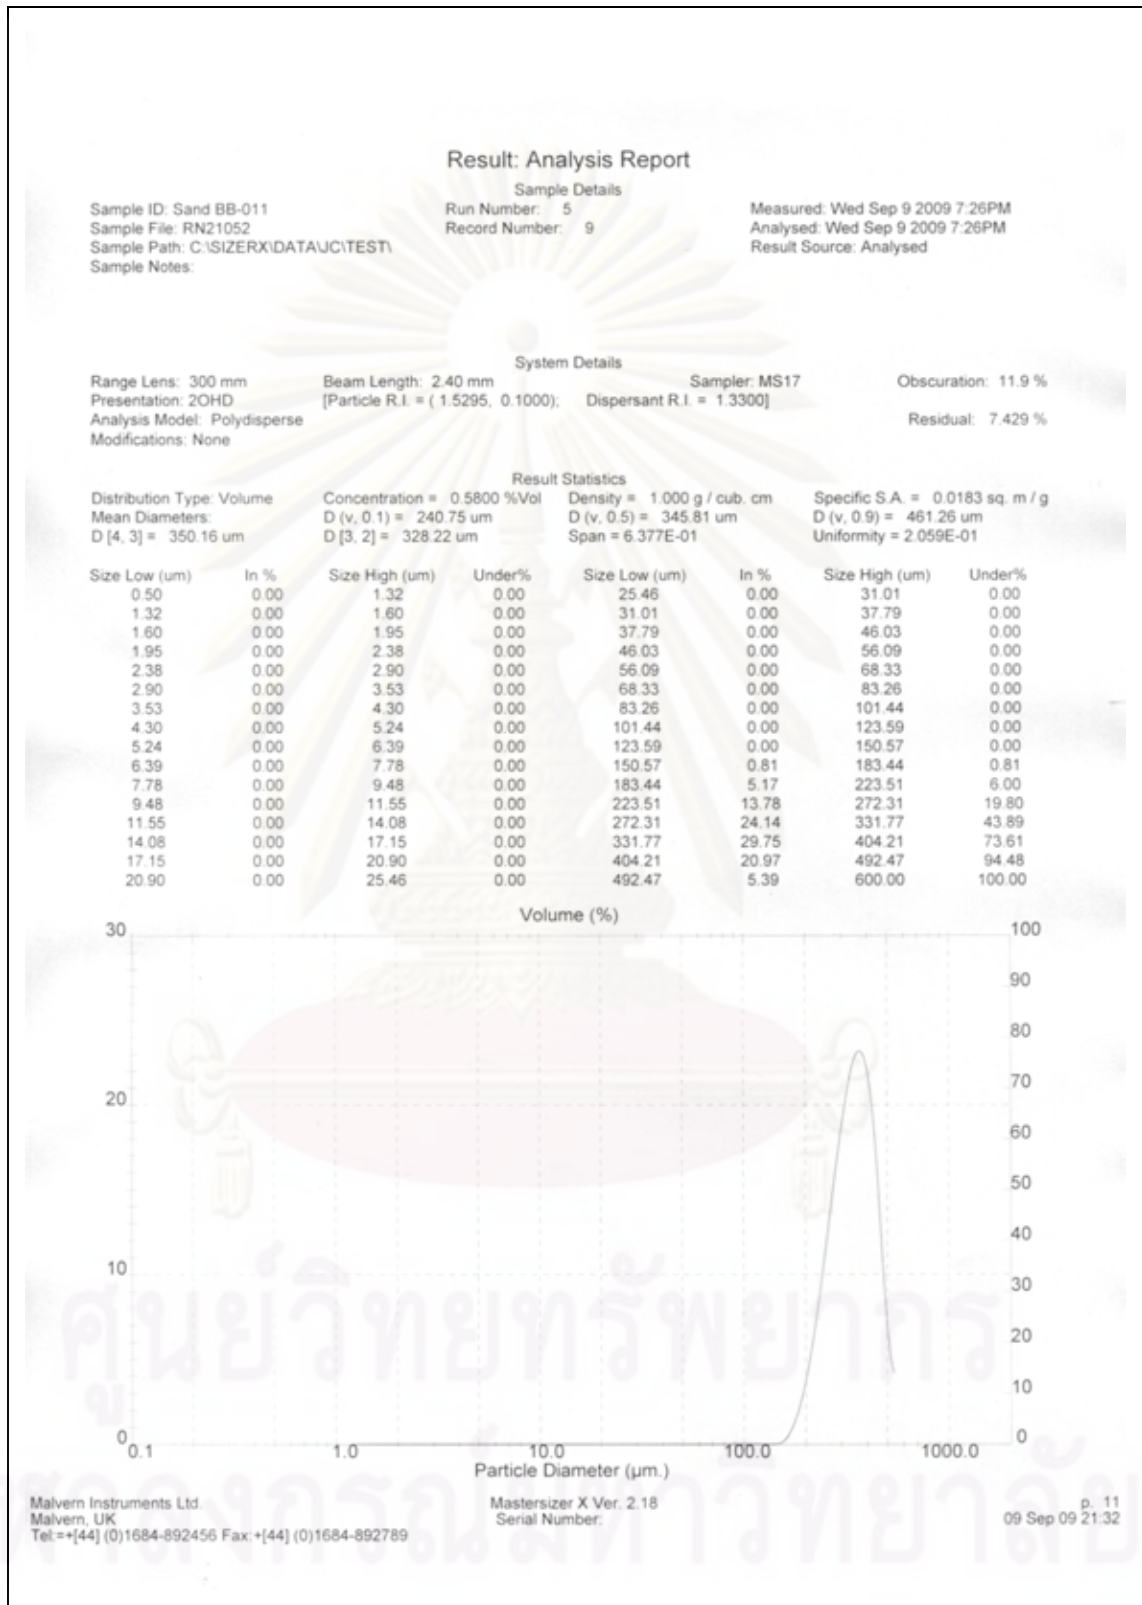 Result: Analysis Report
Sample Details
Sample ID: Sand BB-011 Run Number: 5 Measured: Wed Sep 9 2009 7:26PM
Sample File: RN21052 Record Number: 9 Analysed: Wed Sep 9 2009 7:26PM
Sample Path: C:\SIZERX\DATA\JC\TEST\ Result Source: Analysed
Sample Notes:
System Details
Range Lens: 300 mm Beam Length: 2.40 mm Sampler: MS17 Obscuration: 11.9 %
Presentation: 2OHD [Particle R.I. = ( 1.5295, 0.1000); Dispersant R.I. = 1.3300]
Analysis Model: Polydisperse Residual: 7.429 %
Modifications: None
Result Statistics
Distribution Type: Volume Concentration = 0.5800 %Vol Density = 1.000 g / cub. cm Specific S.A. = 0.0183 sq. m / g
Mean Diameters: D (v, 0.1) = 240.75 um D (v, 0.5) = 345.81 um D (v, 0.9) = 461.26 um
D [4, 3] = 350.16 um D [3, 2] = 328.22 um Span = 6.377E-01 Uniformity = 2.059E-01
Size Low (um) In % Size High (um) Under% Size Low (um) In % Size High (um) Under%
0.50 0.00 1.32 0.00 25.46 0.00 31.01 0.00
1.32 0.00 1.60 0.00 31.01 0.00 37.79 0.00
1.60 0.00 1.95 0.00 37.79 0.00 46.03 0.00
1.95 0.00 2.38 0.00 46.03 0.00 56.09 0.00
2.38 0.00 2.90 0.00 56.09 0.00 68.33 0.00
2.90 0.00 3.53 0.00 68.33 0.00 83.26 0.00
3.53 0.00 4.30 0.00 83.26 0.00 101.44 0.00
4.30 0.00 5.24 0.00 101.44 0.00 123.59 0.00
5.24 0.00 6.39 0.00 123.59 0.00 150.57 0.00
6.39 0.00 7.78 0.00 150.57 0.81 183.44 0.81
7.78 0.00 9.48 0.00 183.44 5.17 223.51 6.00
9.48 0.00 11.55 0.00 223.51 13.78 272.31 19.80
11.55 0.00 14.08 0.00 272.31 24.14 331.77 43.89
14.08 0.00 17.15 0.00 331.77 29.75 404.21 73.61
17.15 0.00 20.90 0.00 404.21 20.97 492.47 94.48
20.90 0.00 25.46 0.00 492.47 5.39 600.00 100.00
Volume (%)
30 100
90
80
70
20
60
50
40
10
30
20
10
0 0
0.1 1.0 10.0 100.0 1000.0
Particle Diameter (µm.)
ศูนย์วิทยทรัพยากร
จุฬาลงกรณ์มหาวิทยาลัย
Malvern Instruments Ltd. Mastersizer X Ver. 2.18 p. 11
Malvern, UK Serial Number: 09 Sep 09 21:32
Tel:=+[44] (0)1684-892456 Fax:+[44] (0)1684-892789